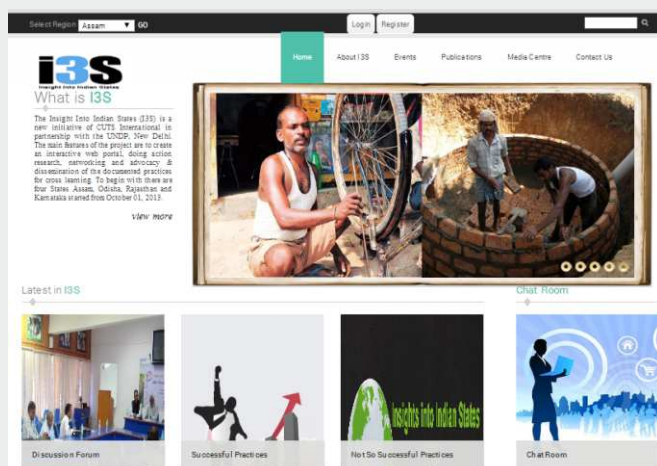 Select Region Assam GO
Login Register
Home About I3S Events Publications Media Centre Contact Us
i3S
Insight Into Indian States
What is I3S
The Insight Into Indian States (I3S) is a
new initiative of CUTS International in
partnership with the UNDP, New Delhi.
The main features of the project are to create
an interactive web portal, doing action
research, networking and advocacy &
dissemination of the documented practices
for cross learning. To begin with there are
four States Assam, Odisha, Rajasthan and
Karnataka started from October 01, 2013.
view more
Latest in I3S
Chat Room
Insights into Indian States
Discussion Forum
Successful Practices
Not So Successful Practices
Chat Room